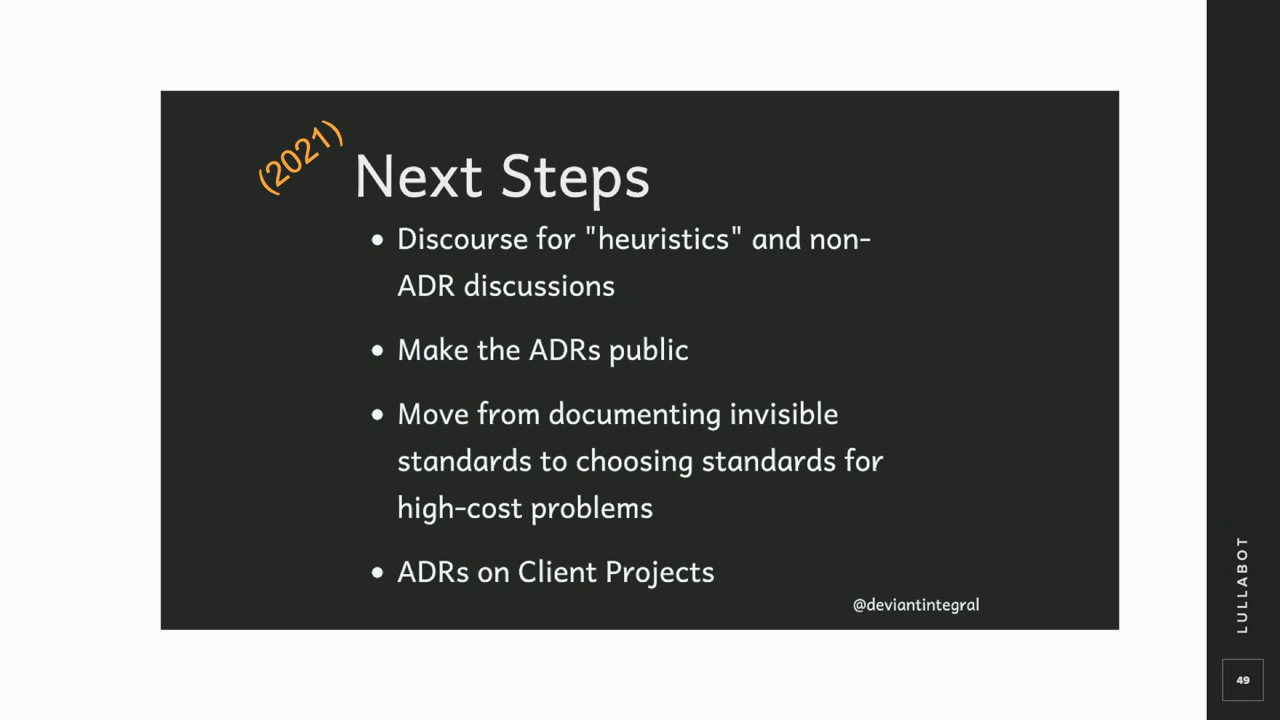 (2021)
Next Steps
• Discourse for "heuristics" and non-
ADR discussions
• Make the ADRs public
• Move from documenting invisible
standards to choosing standards for
high-cost problems
• ADRs on Client Projects
@deviantintegral
LULLABOT
49